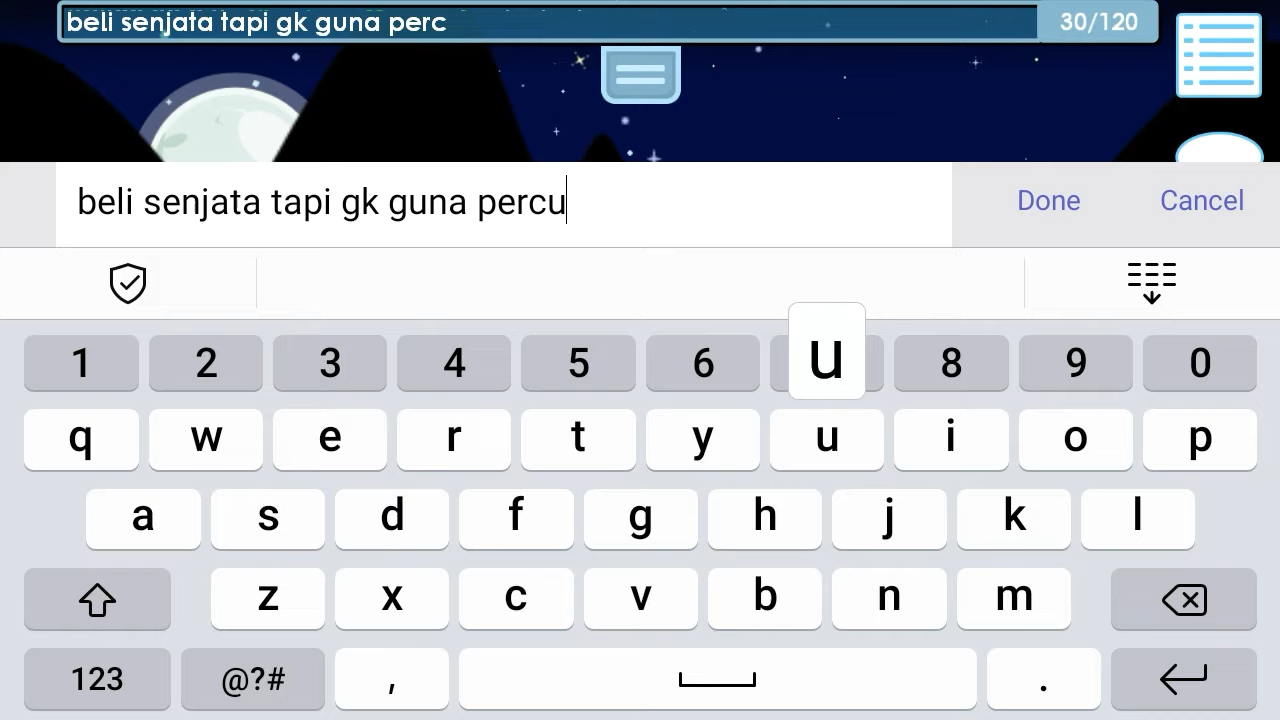 beli senjata tapi gk guna perc
30/120
beli senjata tapi gk guna percu
Done
Cancel
1 2 3 4 5 6 u 8 9 0
q w e r t y u i o p
a s d f g h j k l
z x c v b n m
123 @?# , .